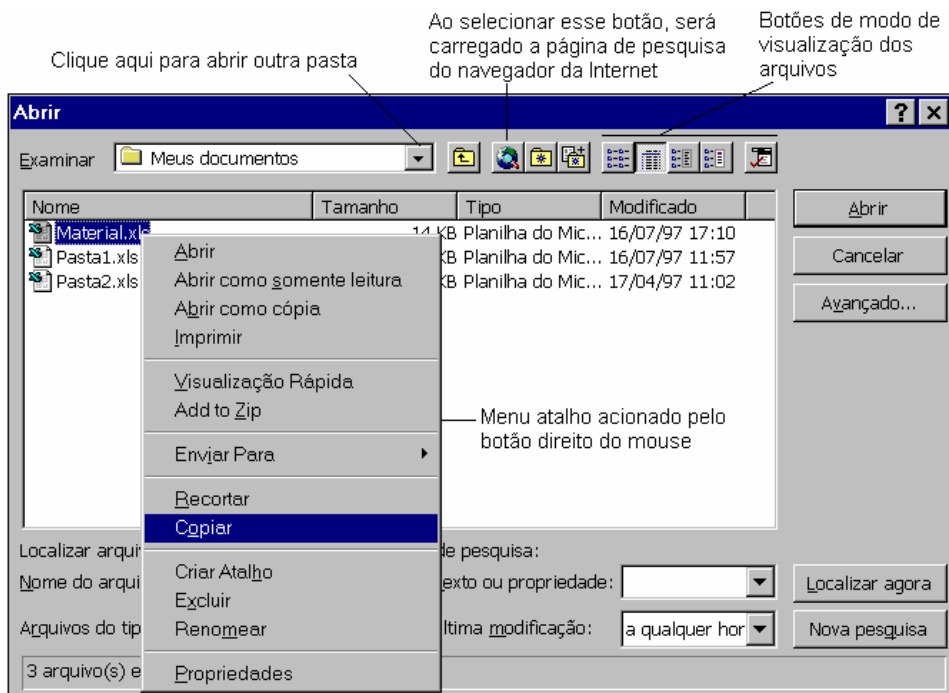 Clique aqui para abrir outra pasta
Ao selecionar esse botão, será
carregado a página de pesquisa
do navegador da Internet
Botões de modo de
visualização dos
arquivos
Abrir
Examinar Meus documentos
Nome Tamanho Tipo Modificado
Material.xls 14 KB Planilha do Mic... 16/07/97 17:10
Pasta1.xls KB Planilha do Mic... 16/07/97 11:57
Pasta2.xls KB Planilha do Mic... 17/04/97 11:02
Abrir
Cancelar
Avançado...
Abrir
Abrir como somente leitura
Abrir como cópia
Imprimir
Visualização Rápida
Add to Zip
Enviar Para
Recortar
Copiar
Criar Atalho
Excluir
Renomear
Propriedades
Menu atalho acionado pelo
botão direito do mouse
Localizar arqui de pesquisa:
Nome do arqui exto ou propriedade: Localizar agora
Arquivos do tip ltima modificação: a qualquer hor Nova pesquisa
3 arquivo(s) e